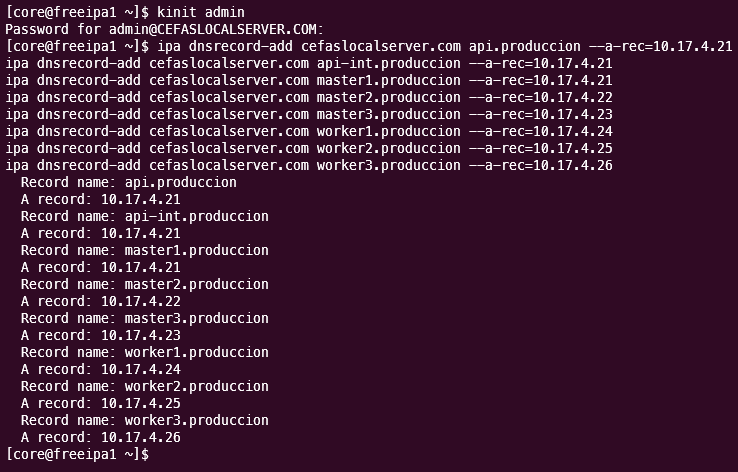 [core@freeipa1 ~]$ kinit admin
Password for admin@CEFASLOCALSERVER.COM:
[core@freeipa1 ~]$ ipa dnsrecord-add cefaslocalserver.com api.produccion --a-rec=10.17.4.21
ipa dnsrecord-add cefaslocalserver.com api-int.produccion --a-rec=10.17.4.21
ipa dnsrecord-add cefaslocalserver.com master1.produccion --a-rec=10.17.4.21
ipa dnsrecord-add cefaslocalserver.com master2.produccion --a-rec=10.17.4.22
ipa dnsrecord-add cefaslocalserver.com master3.produccion --a-rec=10.17.4.23
ipa dnsrecord-add cefaslocalserver.com worker1.produccion --a-rec=10.17.4.24
ipa dnsrecord-add cefaslocalserver.com worker2.produccion --a-rec=10.17.4.25
ipa dnsrecord-add cefaslocalserver.com worker3.produccion --a-rec=10.17.4.26
  Record name: api.produccion
  A record: 10.17.4.21
  Record name: api-int.produccion
  A record: 10.17.4.21
  Record name: master1.produccion
  A record: 10.17.4.21
  Record name: master2.produccion
  A record: 10.17.4.22
  Record name: master3.produccion
  A record: 10.17.4.23
  Record name: worker1.produccion
  A record: 10.17.4.24
  Record name: worker2.produccion
  A record: 10.17.4.25
  Record name: worker3.produccion
  A record: 10.17.4.26
[core@freeipa1 ~]$